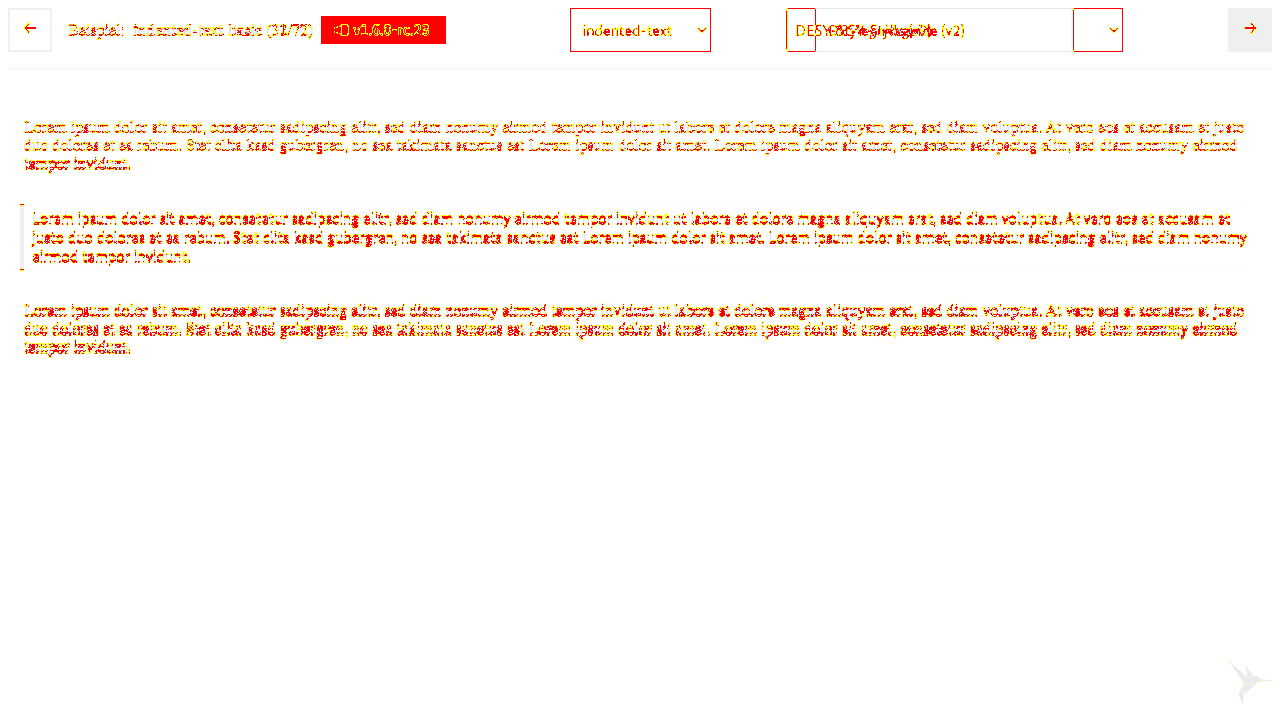 Beispiel: indented-text basic (32/72)
indented-text
Lorem ipsum dolor sit amet, consetetur sadipscing elitr, sed diam nonumy eirmod tempor invidunt ut labore et dolore magna aliquyam erat, sed diam voluptua. At vero eos et accusam et justo
duo dolores et ea rebum. Stet clita kasd gubergren, no sea takimata sanctus est Lorem ipsum dolor sit amet. Lorem ipsum dolor sit amet, consetetur sadipscing elitr, sed diam nonumy eirmod
tempor invidunt.
Lorem ipsum dolor sit amet, consetetur sadipscing elitr, sed diam nonumy eirmod tempor invidunt ut labore et dolore magna aliquyam erat, sed diam voluptua. At vero eos et accusam et
justo duo dolores et ea rebum. Stet clita kasd gubergren, no sea takimata sanctus est Lorem ipsum dolor sit amet. Lorem ipsum dolor sit amet, consetetur sadipscing elitr, sed diam nonumy
eirmod tempor invidunt.
Lorem ipsum dolor sit amet, consetetur sadipscing elitr, sed diam nonumy eirmod tempor invidunt ut labore et dolore magna aliquyam erat, sed diam voluptua. At vero eos et accusam et justo
duo dolores et ea rebum. Stet clita kasd gubergren, no sea takimata sanctus est Lorem ipsum dolor sit amet. Lorem ipsum dolor sit amet, consetetur sadipscing elitr, sed diam nonumy eirmod
tempor invidunt.